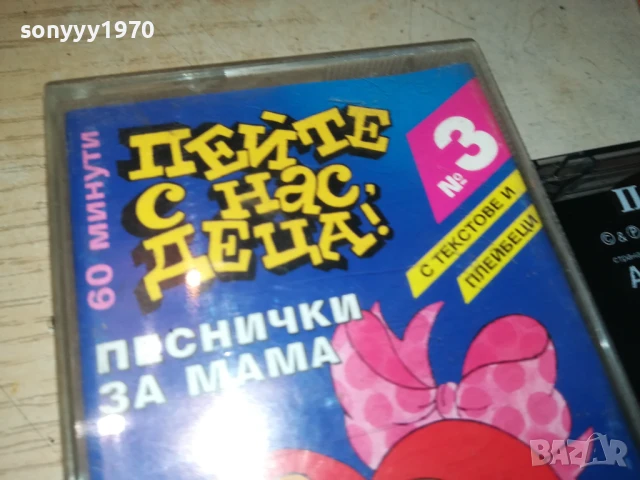 sonyyy1970
60 МИНУТИ
ПЕЙТЕ
С НАС,
ДЕЦА!
№ 3
С ТЕКСТОВЕ И
ПЛЕЙБЕЦИ
ПЕСНИЧКИ
ЗА МАМА
BAZAR